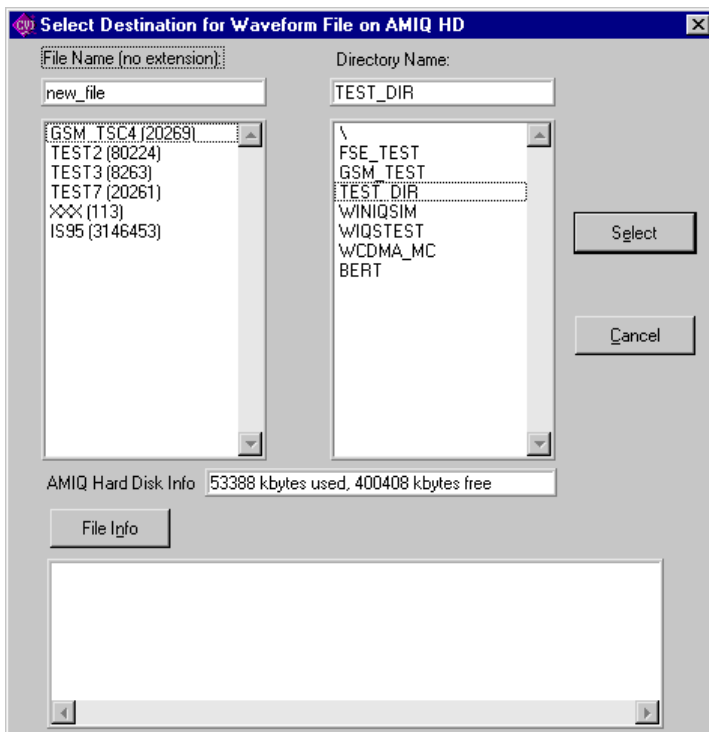 CVI Select Destination for Waveform File on AMIQ HD
File Name (no extension):
Directory Name:
new_file
TEST_DIR
GSM_TSC4 (20269)
TEST2 (80224)
TEST3 (8263)
TEST7 (20261)
XXX (113)
IS95 (3146453)
\
FSE_TEST
GSM_TEST
TEST_DIR
WINIQSIM
WIQSTEST
WCDMA_MC
BERT
Select
Cancel
AMIQ Hard Disk Info 53388 kbytes used, 400408 kbytes free
File Info